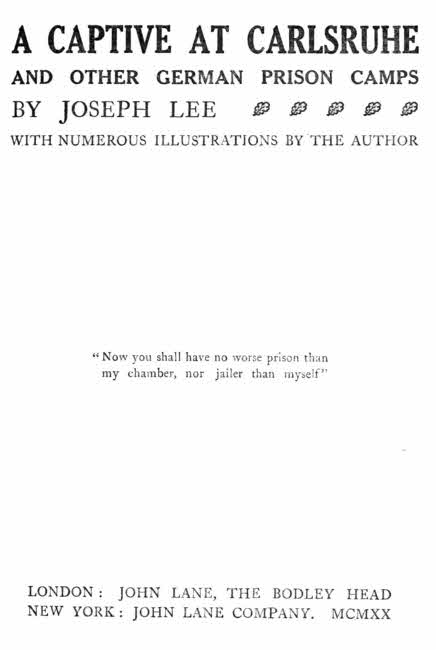 A CAPTIVE AT CARLSRUHE
AND OTHER GERMAN PRISON CAMPS
BY JOSEPH LEE
WITH NUMEROUS ILLUSTRATIONS BY THE AUTHOR
“Now you shall have no worse prison than
my chamber, nor jailer than myself”
LONDON: JOHN LANE, THE BODLEY HEAD
NEW YORK: JOHN LANE COMPANY. MCMXX